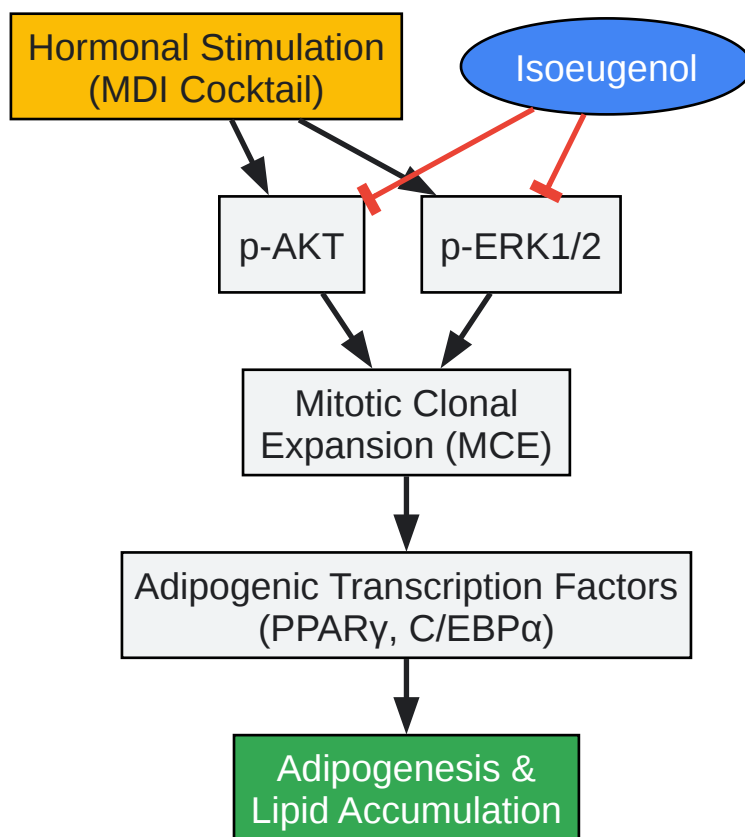 Hormonal Stimulation
(MDI Cocktail)
Isoeugenol
p-AKT
p-ERK1/2
Mitotic Clonal
Expansion (MCE)
Adipogenic Transcription Factors
(PPARγ, C/EBPα)
Adipogenesis &
Lipid Accumulation